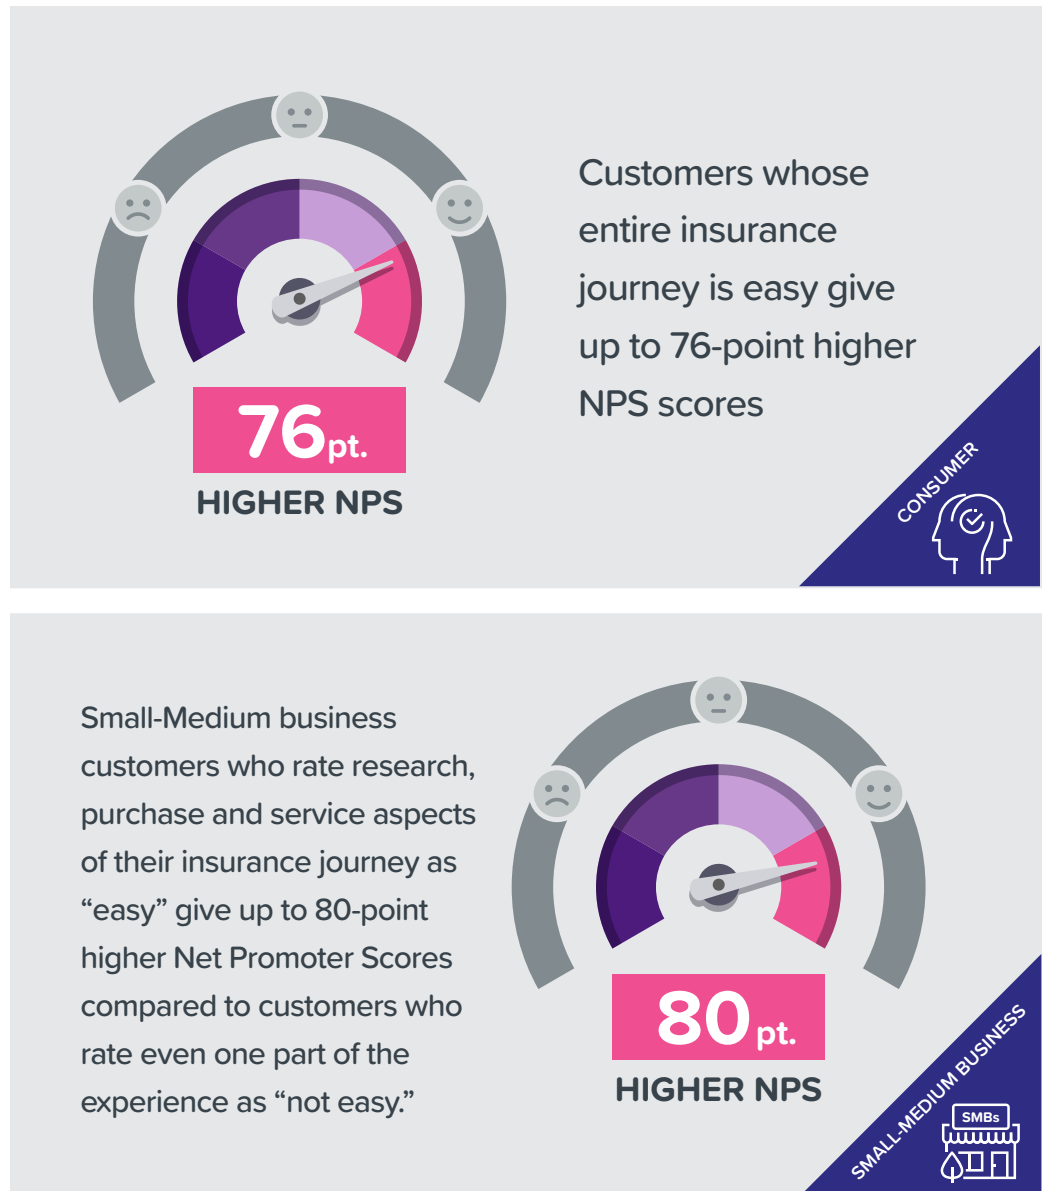 Customers whose
entire insurance
journey is easy give
up to 76-point higher
NPS scores
76pt.
HIGHER NPS
CONSUMER
Small-Medium business
customers who rate research,
purchase and service aspects
of their insurance journey as
“easy” give up to 80-point
higher Net Promoter Scores
compared to customers who
rate even one part of the
experience as “not easy.”
80pt.
HIGHER NPS
SMALL-MEDIUM BUSINESS
SMBs